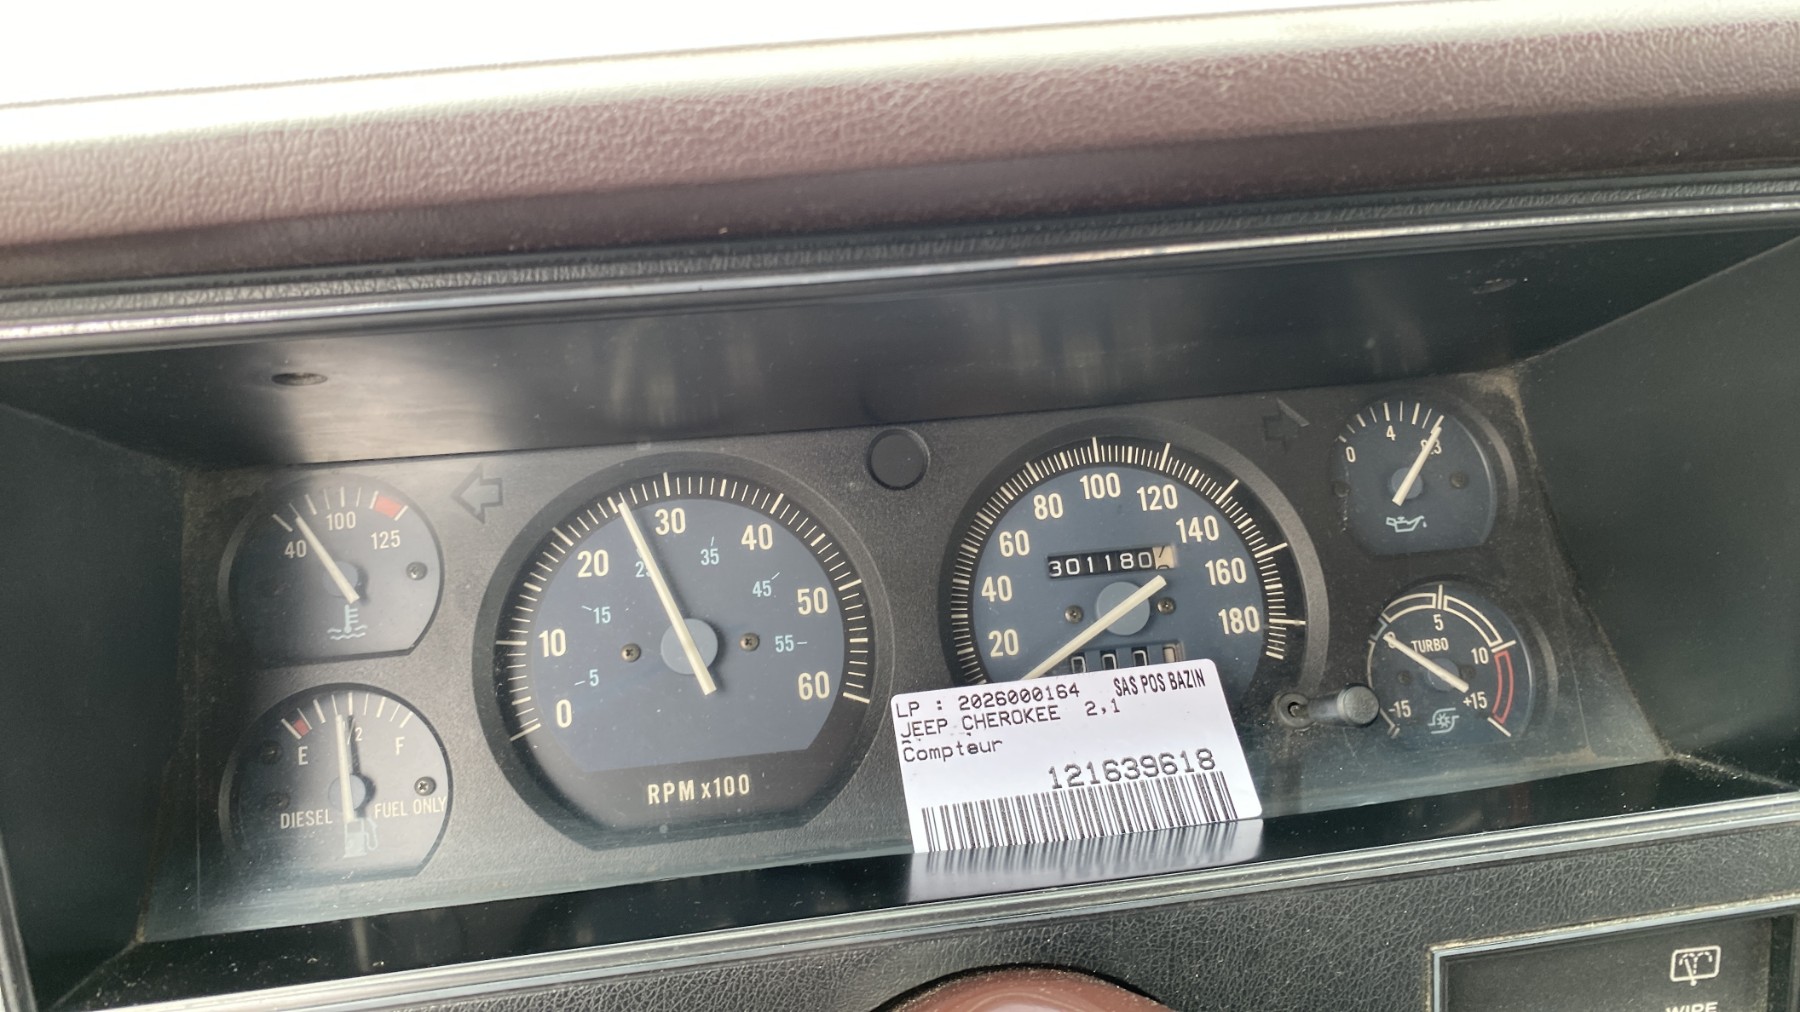 40 100 125
E 1/2 F
DIESEL FUEL ONLY
0 10 20 30 40 50 60
5 15 25 35 45 55
RPM x100
20 40 60 80 100 120 140 160 180
301180
0 4
TURBO
-15 0 5 10 +15
LP : 2026000164 SAS POS BAZIN
JEEP CHEROKEE 2,1
Compteur
121639618
WIPE